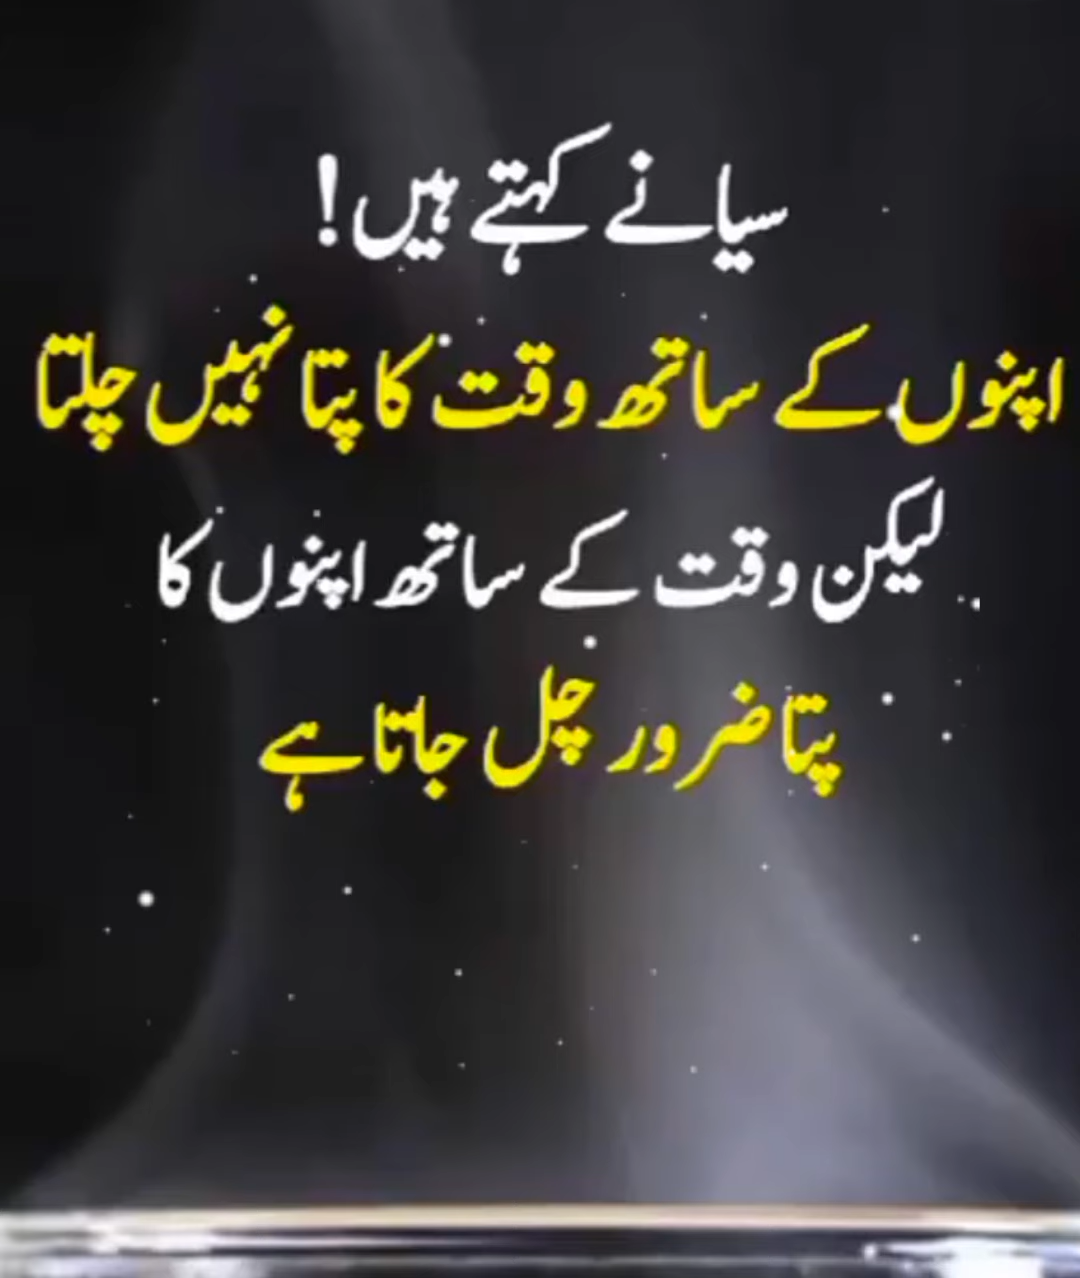 سیانے کہتے ہیں!
اپنوں کے ساتھ وقت کا پتا نہیں چلتا
لیکن وقت کے ساتھ اپنوں کا
پتا ضرور چل جاتا ہے